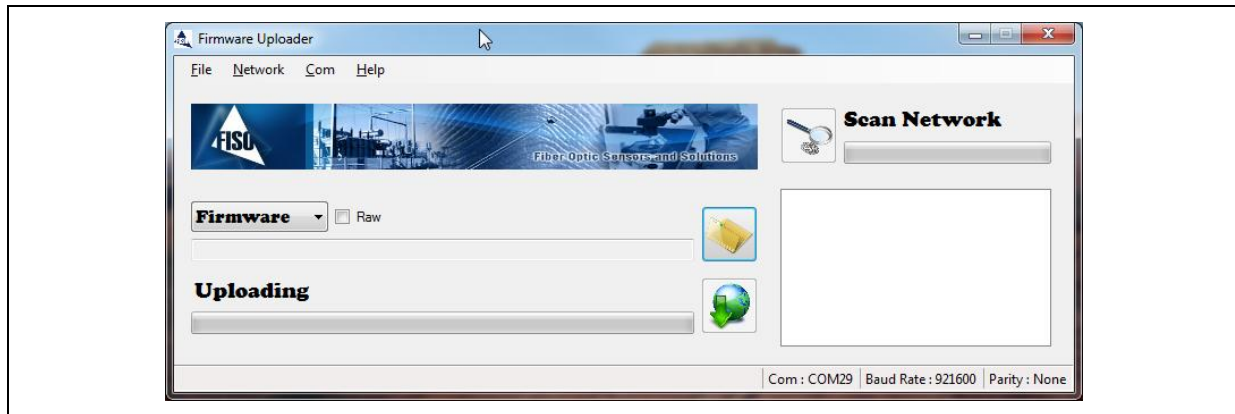 Firmware Uploader
File Network Com Help
FISO
Fiber Optic Sensors and Solutions
Scan Network
Firmware Raw
Uploading
Com : COM29 Baud Rate : 921600 Parity : None